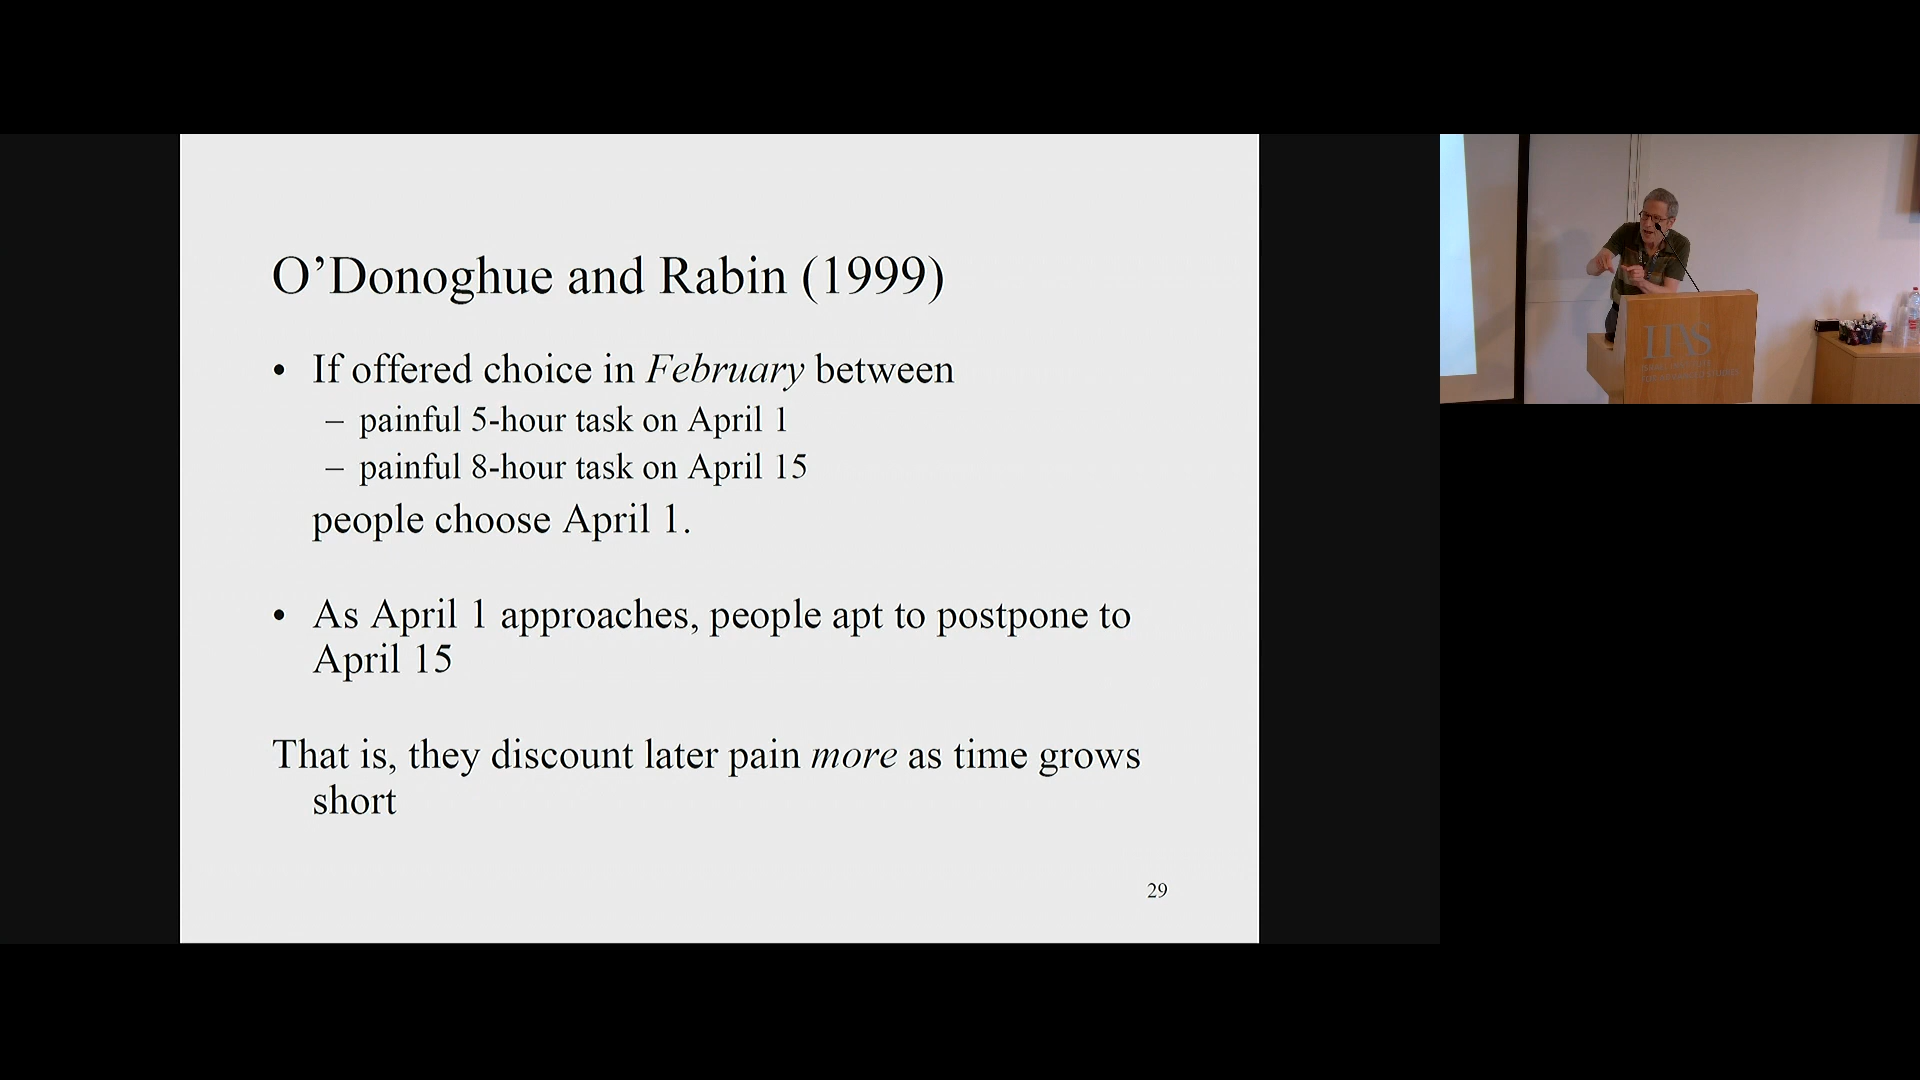 O’Donoghue and Rabin (1999)
• If offered choice in February between
– painful 5-hour task on April 1
– painful 8-hour task on April 15
people choose April 1.
• As April 1 approaches, people apt to postpone to
April 15
That is, they discount later pain more as time grows
short
29